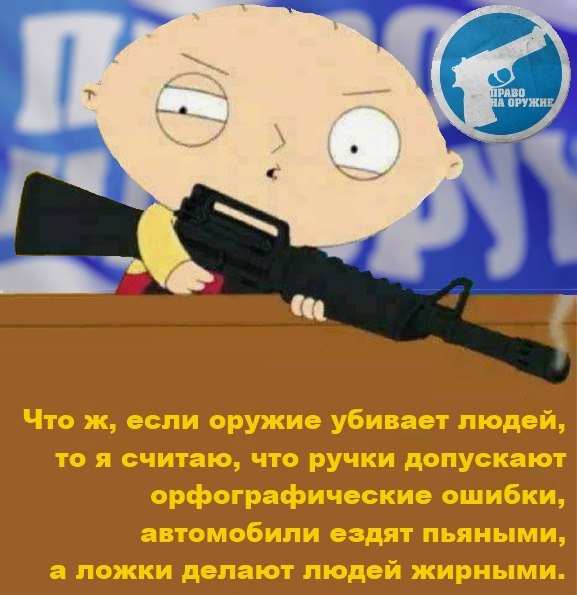 ПРАВО
НА ОРУЖИЕ
Что ж, если оружие убивает людей,
то я считаю, что ручки допускают
орфографические ошибки,
автомобили ездят пьяными,
а ложки делают людей жирными.